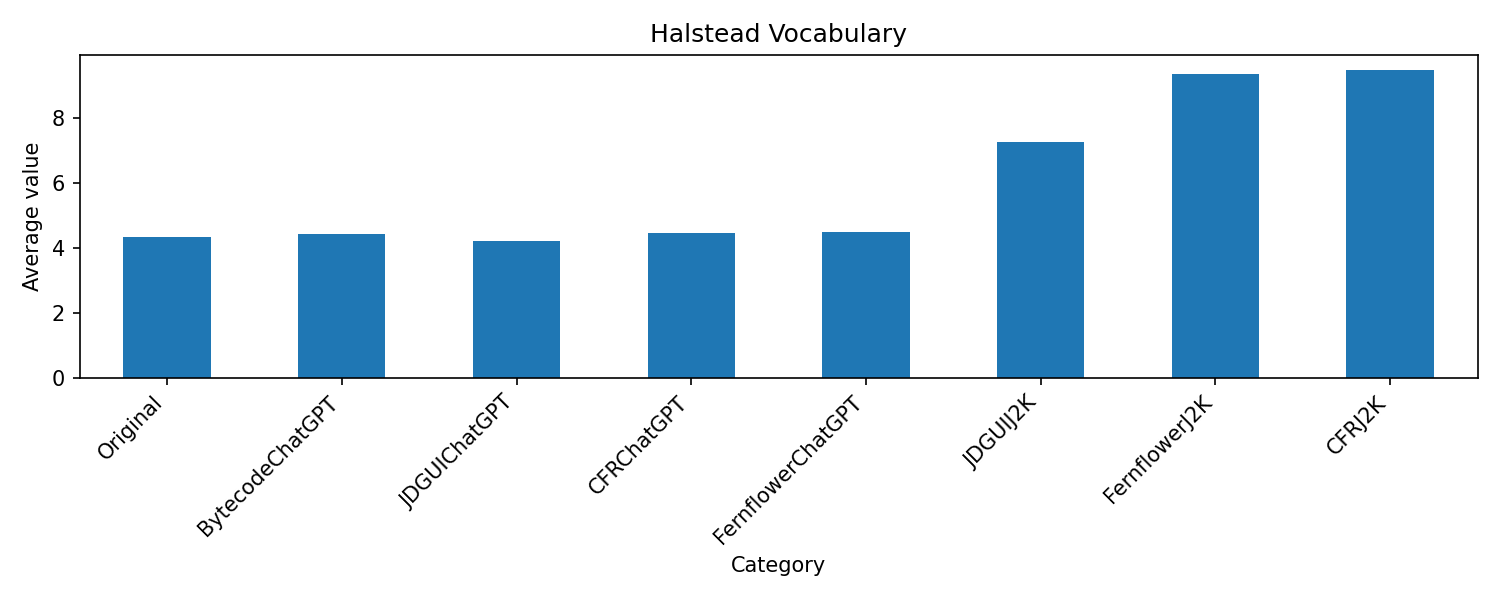 Halstead Vocabulary
Average value
8
6
4
2
0
Original
BytecodeChatGPT
JDGUIChatGPT
CFRChatGPT
FernflowerChatGPT
JDGUIJ2K
FernflowerJ2K
CFRJ2K
Category